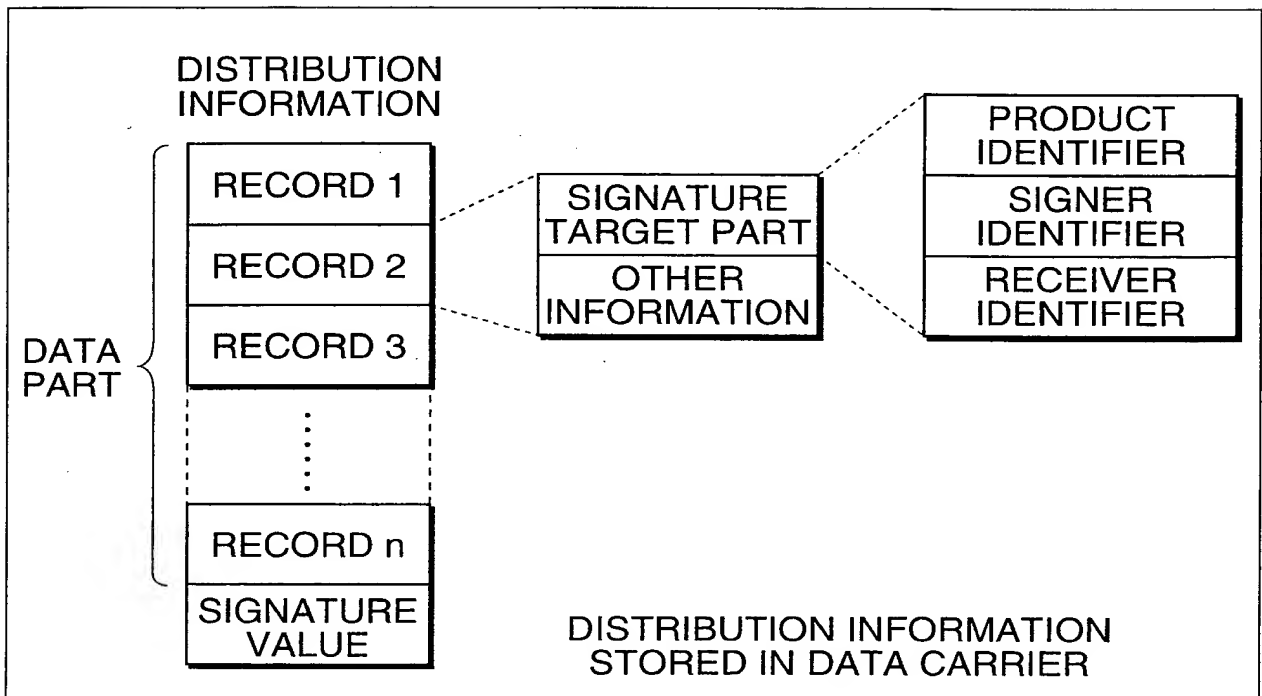 DISTRIBUTION
INFORMATION
DATA
PART
RECORD 1
RECORD 2
RECORD 3
RECORD n
SIGNATURE
VALUE
SIGNATURE
TARGET PART
OTHER
INFORMATION
PRODUCT
IDENTIFIER
SIGNER
IDENTIFIER
RECEIVER
IDENTIFIER
DISTRIBUTION INFORMATION
STORED IN DATA CARRIER